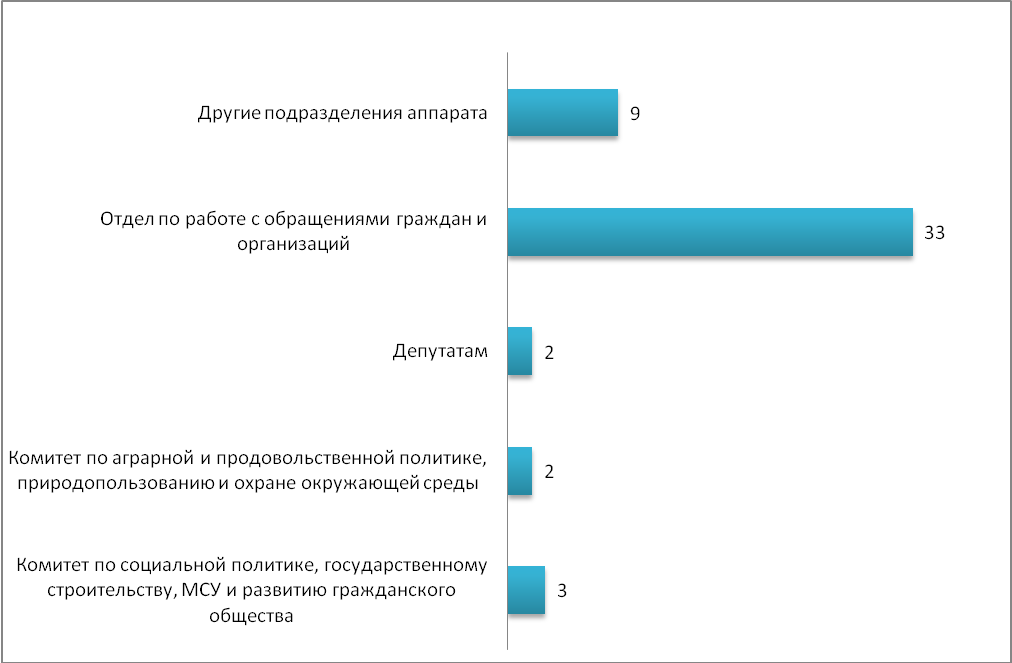 Другие подразделения аппарата
9
Отдел по работе с обращениями граждан и
организаций
33
Депутатам
2
Комитет по аграрной и продовольственной политике,
природопользованию и охране окружающей среды
2
Комитет по социальной политике, государственному
строительству, МСУ и развитию гражданского
общества
3